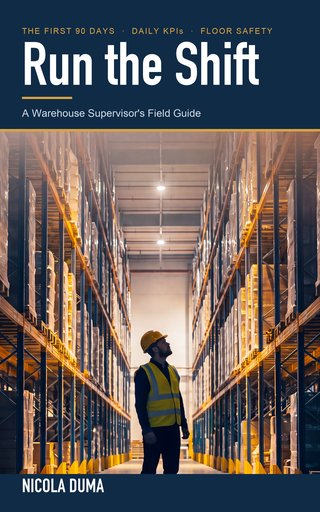 THE FIRST 90 DAYS · DAILY KPIs · FLOOR SAFETY
Run the Shift
A Warehouse Supervisor's Field Guide
NICOLA DUMA